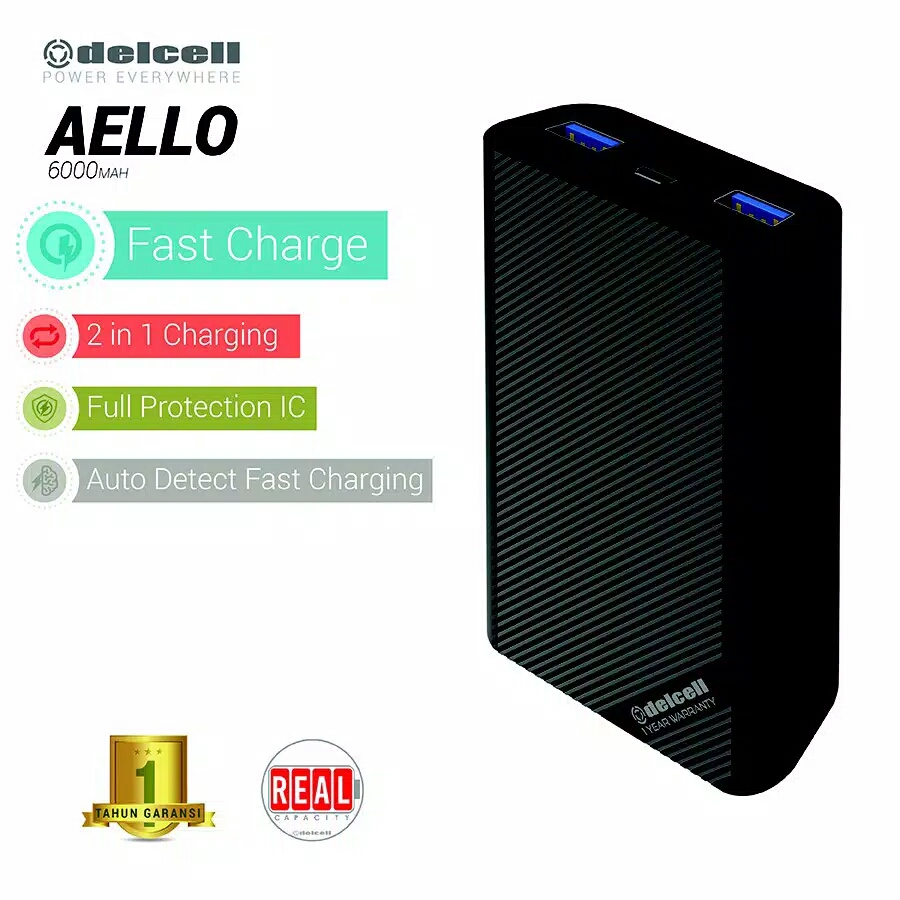 delcell
POWER EVERYWHERE
AELLO
6000MAH
Fast Charge
2 in 1 Charging
Full Protection IC
Auto Detect Fast Charging
delcell
1 YEAR WARRANTY
1
TAHUN GARANSI
REAL
CAPACITY
delcell